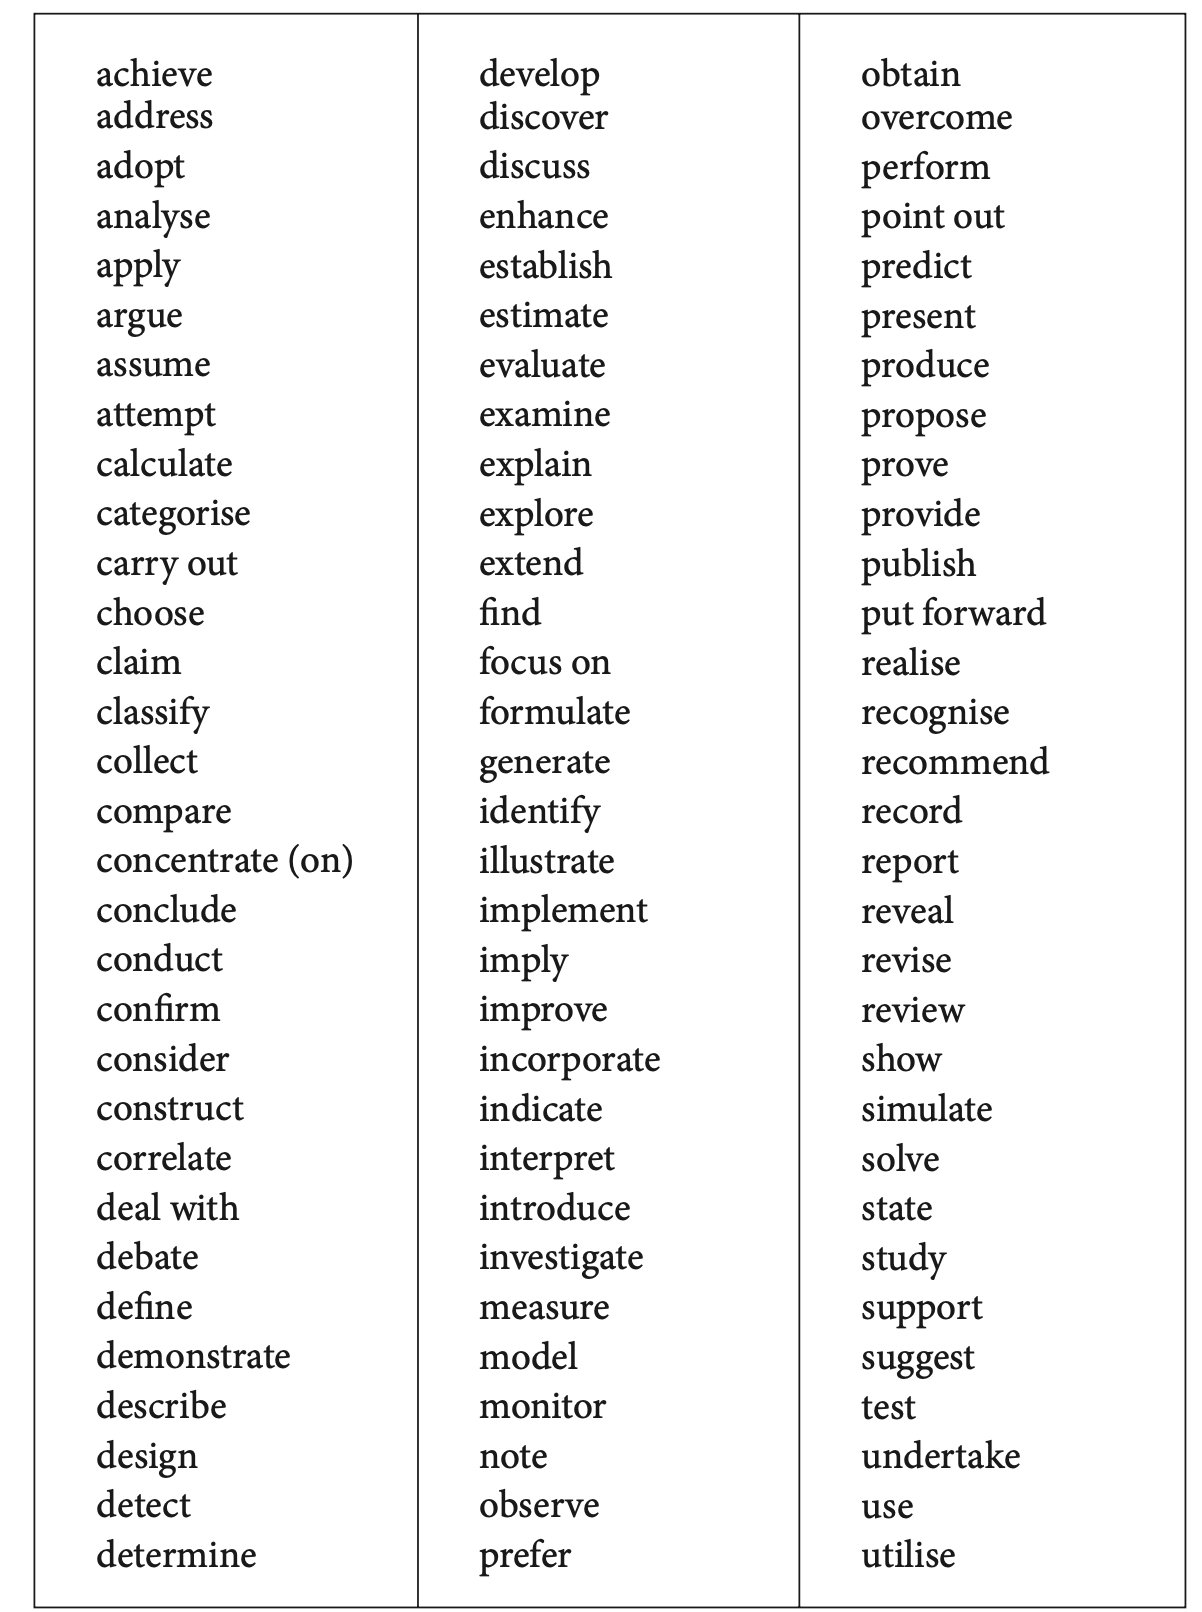 achieve
address
adopt
analyse
apply
argue
assume
attempt
calculate
categorise
carry out
choose
claim
classify
collect
compare
concentrate (on)
conclude
conduct
confirm
consider
construct
correlate
deal with
debate
define
demonstrate
describe
design
detect
determine
develop
discover
discuss
enhance
establish
estimate
evaluate
examine
explain
explore
extend
find
focus on
formulate
generate
identify
illustrate
implement
imply
improve
incorporate
indicate
interpret
introduce
investigate
measure
model
monitor
note
observe
prefer
obtain
overcome
perform
point out
predict
present
produce
propose
prove
provide
publish
put forward
realise
recognise
recommend
record
report
reveal
revise
review
show
simulate
solve
state
study
support
suggest
test
undertake
use
utilise